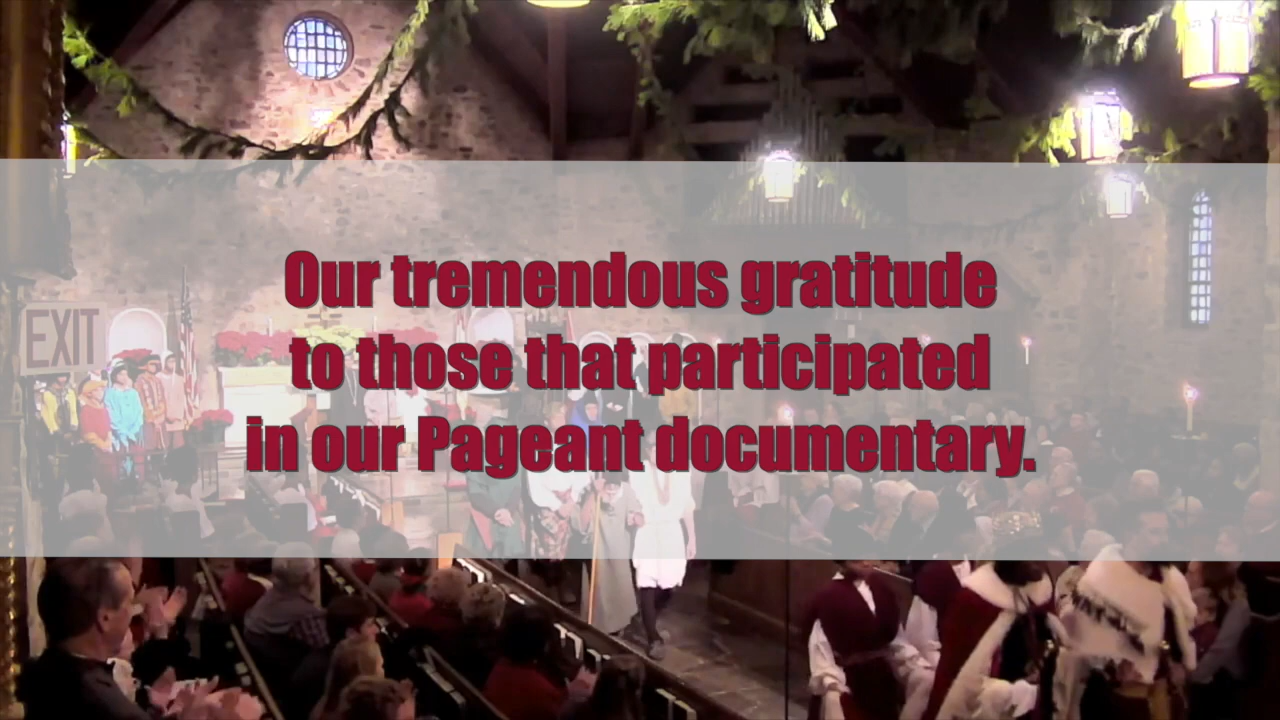 Our tremendous gratitude
to those that participated
in our Pageant documentary.
EXIT